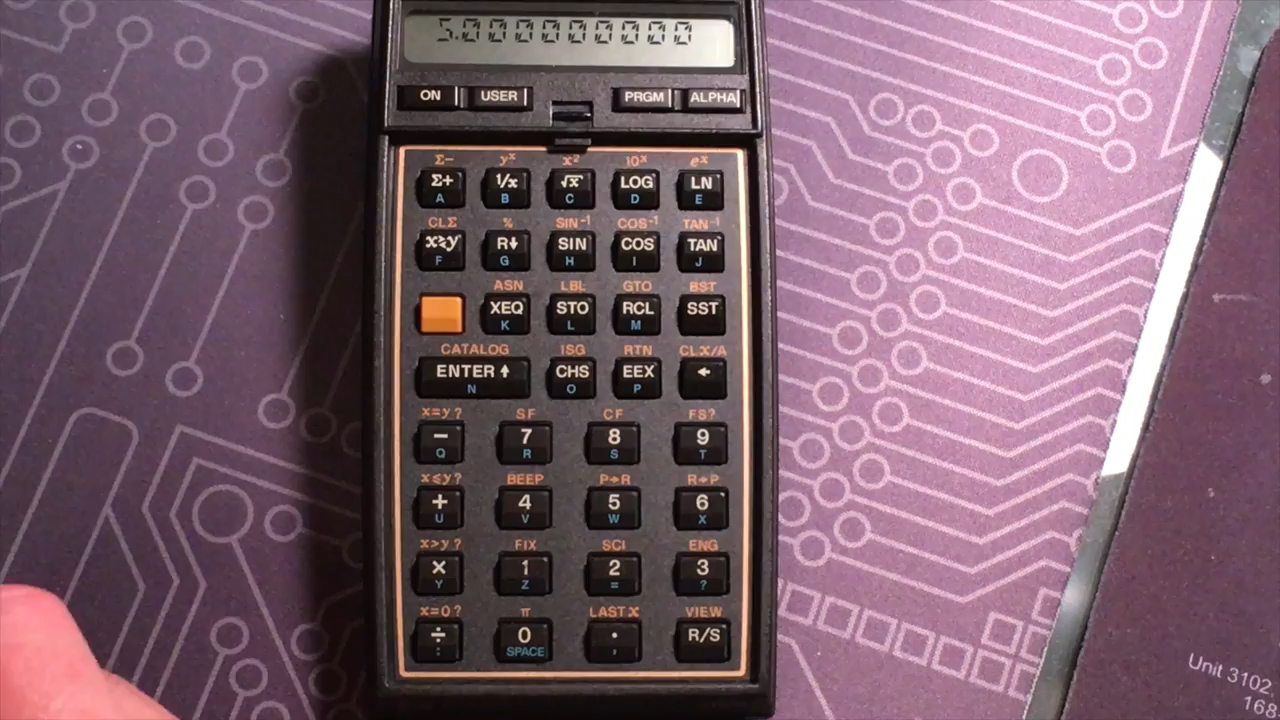 5.000000000
ON USER PRGM ALPHA
Σ− yˣ x² 10ˣ eˣ
Σ+ 1/x √x LOG LN
A B C D E
CLΣ % SIN⁻¹ COS⁻¹ TAN⁻¹
x≷y R↓ SIN COS TAN
F G H I J
ASN LBL GTO BST
XEQ STO RCL SST
K L M
CATALOG ISG RTN CLX/A
ENTER↑ CHS EEX ←
N O P
x=y? SF CF FS?
− 7 8 9
Q R S T
x≤y? BEEP P→R R→P
+ 4 5 6
U V W X
x>y? FIX SCI ENG
× 1 2 3
Y Z = ?
x=0? π LAST X VIEW
÷ 0 . R/S
: SPACE ,
Unit 3102,
168